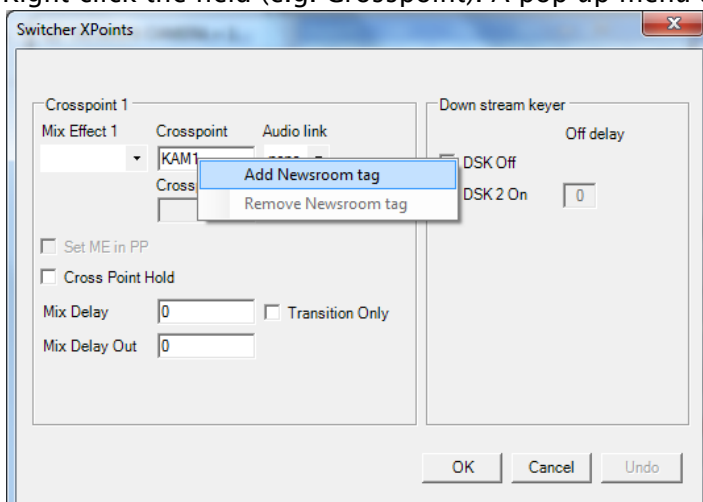 Right-click the field (e.g. Crosspoint). A pop-up menu
Switcher XPoints
Crosspoint 1
Down stream keyer
Mix Effect 1 Crosspoint Audio link
Off delay
KAM1
DSK Off
Add Newsroom tag
Cross
DSK 2 On 0
Remove Newsroom tag
Set ME in PP
Cross Point Hold
Mix Delay 0 Transition Only
Mix Delay Out 0
OK Cancel Undo